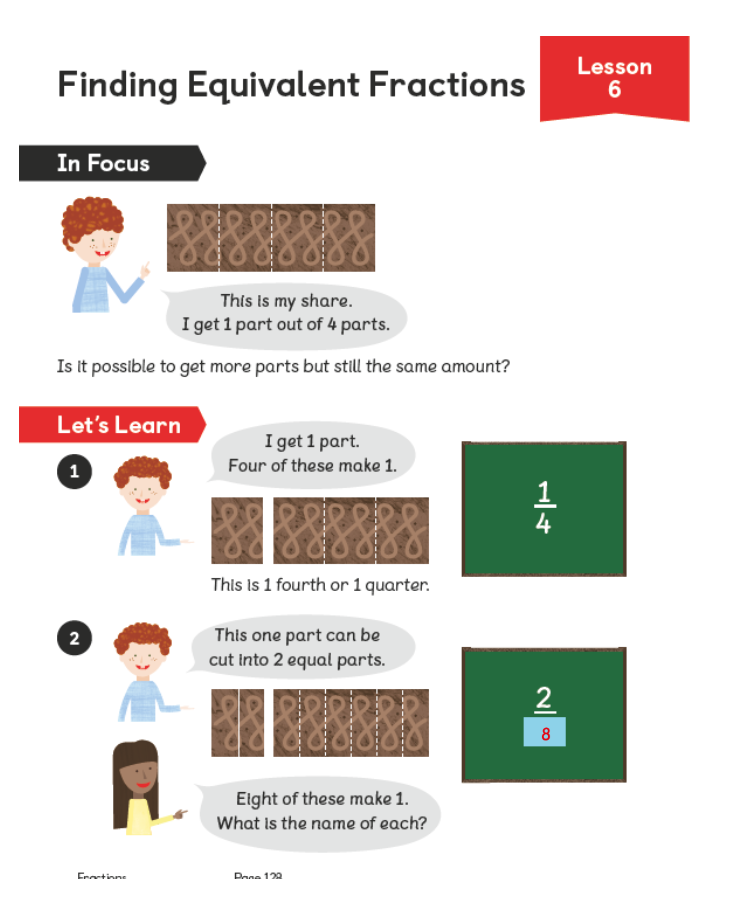 Finding Equivalent Fractions
Lesson
6
In Focus
This is my share.
I get 1 part out of 4 parts.
Is it possible to get more parts but still the same amount?
Let's Learn
1
I get 1 part.
Four of these make 1.
1
4
This is 1 fourth or 1 quarter.
2
This one part can be
cut into 2 equal parts.
2
8
Eight of these make 1.
What is the name of each?
Fractions Page 128